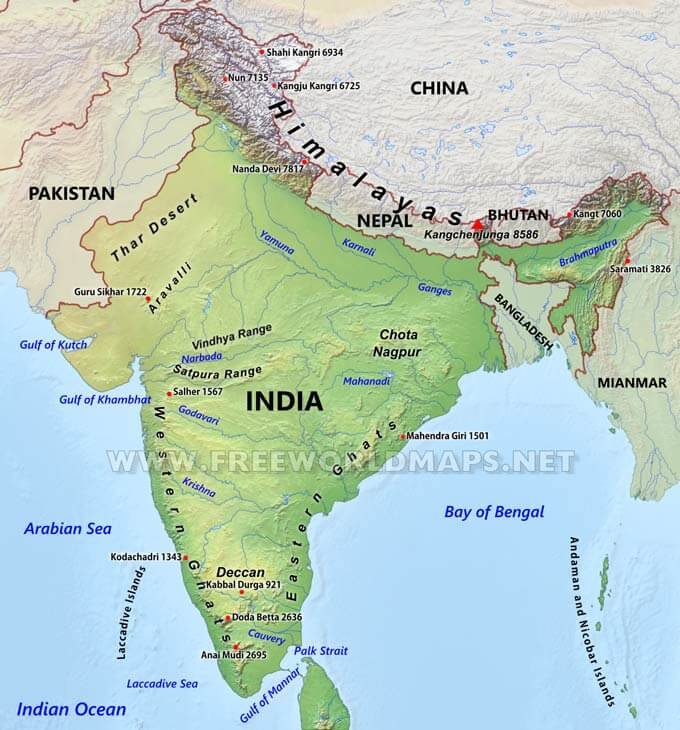 Shahi Kangri 6934
Nun 7135
Kangju Kangri 6725
CHINA
Himalayas
Nanda Devi 7817
PAKISTAN
NEPAL
BHUTAN
Kangt 7060
Thar Desert
Kangchenjunga 8586
Yamuna
Karnali
Brahmaputra
Saramati 3826
Aravalli
Guru Sikhar 1722
Ganges
BANGLADESH
Gulf of Kutch
Vindhya Range
Chota
Nagpur
Narbada
Satpura Range
Mahanadi
MIANMAR
Salher 1567
Gulf of Khambhat
INDIA
Godavari
Western Ghats
Eastern Ghats
Mahendra Giri 1501
WWW.FREEWORLDMAPS.NET
Krishna
Arabian Sea
Bay of Bengal
Kodachadri 1343
Deccan
Kabbal Durga 921
Laccadive Islands
Andaman and Nicobar Islands
Doda Betta 2636
Cauvery
Anai Mudi 2695
Palk Strait
Laccadive Sea
Gulf of Mannar
Indian Ocean